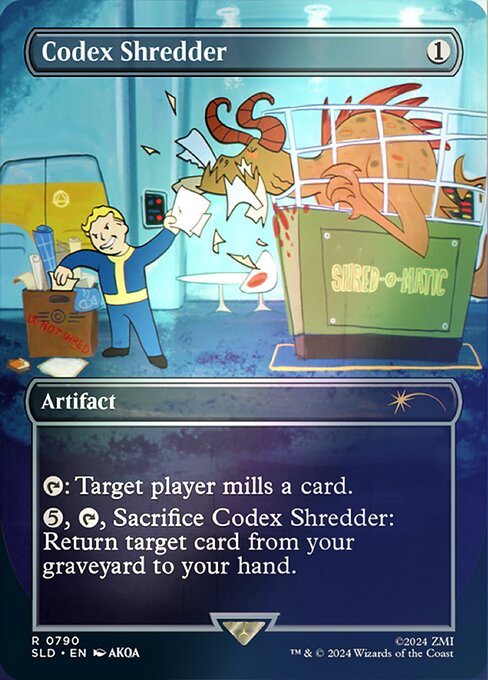 Codex Shredder
1
DO NOT SHRED
SHRED-O-MATIC
Artifact
: Target player mills a card.
5, , Sacrifice Codex Shredder:
Return target card from your
graveyard to your hand.
R 0790
SLD • EN AKQA
©2024 ZMI
™ & © 2024 Wizards of the Coast